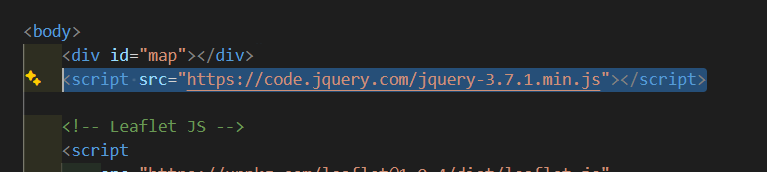 <body>
<div id="map"></div>
<script src="https://code.jquery.com/jquery-3.7.1.min.js"></script>
<!-- Leaflet JS -->
<script